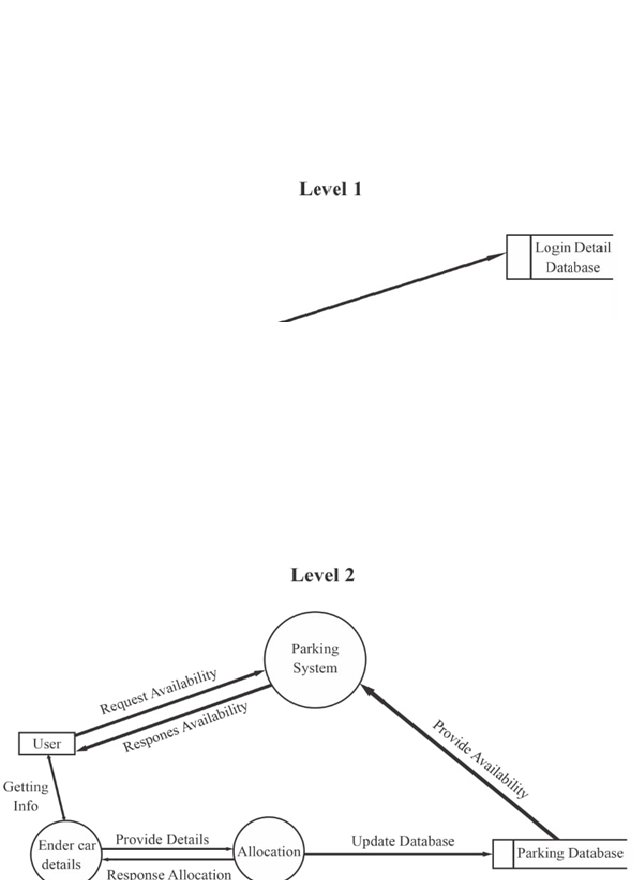 Level 1
Login Detail
Database
Level 2
Parking
System
Request Availability
Respones Availability
Provide Availability
User
Getting
Info
Ender car
details
Provide Details
Response Allocation
Allocation
Update Database
Parking Database